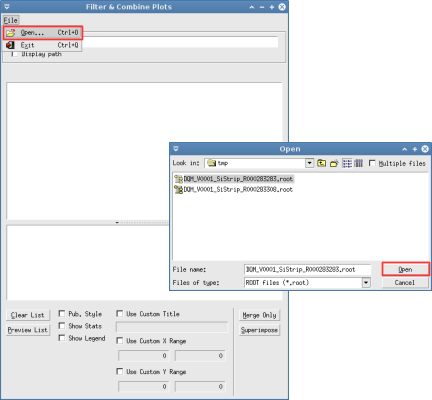 Filter & Combine Plots
File
Open... Ctrl+O
Exit Ctrl+Q
Display path
Open
Look in: tmp Multiple files
DQM_V0001_SiStrip_R000283283.root
DQM_V0001_SiStrip_R000283308.root
File name: DQM_V0001_SiStrip_R000283283.root Open
Files of type: ROOT files (*.root) Cancel
Clear List Pub. Style Use Custom Title Merge Only
Preview List Show Stats Superimpose
Show Legend Use Custom X Range
0 0
Use Custom Y Range
0 0